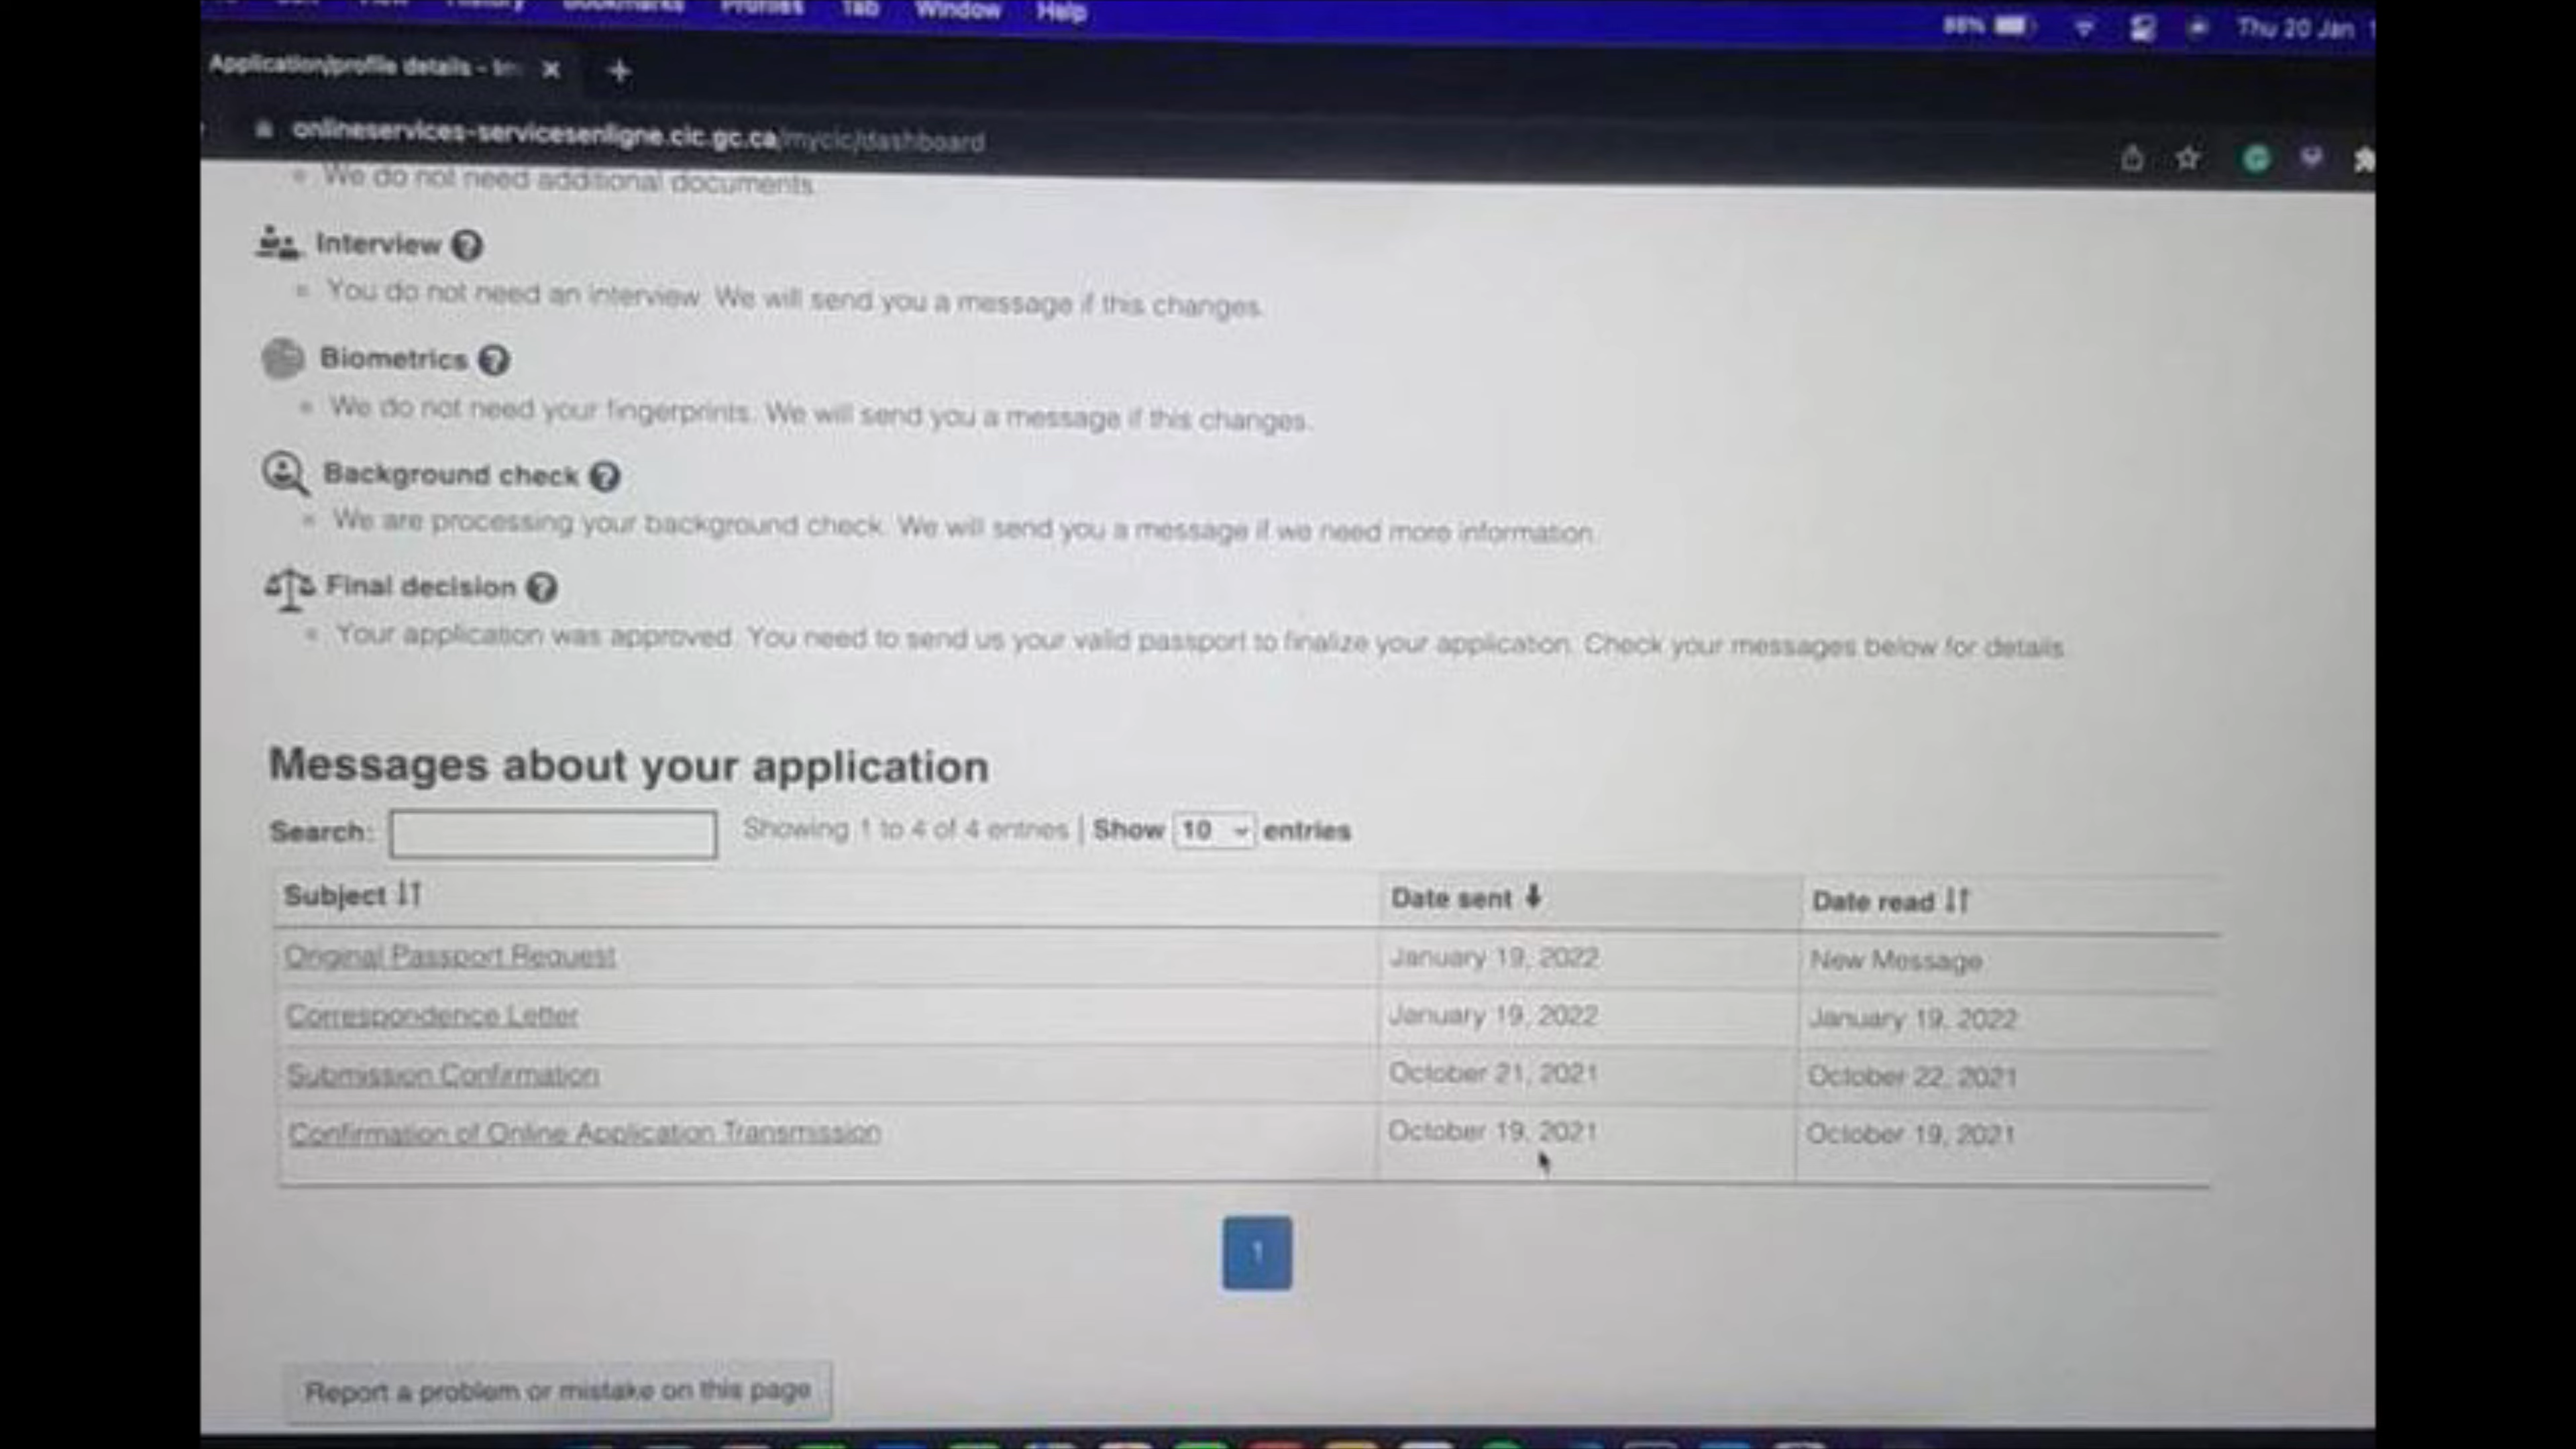 History Bookmarks Profiles Tab Window Help
88% Thu 20 Jan
Application/profile details -
onlineservices-servicesenligne.cic.gc.ca/mycic/dashboard
We do not need additional documents
Interview
You do not need an interview. We will send you a message if this changes.
Biometrics
We do not need your fingerprints. We will send you a message if this changes.
Background check
We are processing your background check. We will send you a message if we need more information.
Final decision
Your application was approved. You need to send us your valid passport to finalize your application. Check your messages below for details
Messages about your application
Search: Showing 1 to 4 of 4 entries | Show 10 entries
Subject Date sent Date read
Original Passport Request January 19, 2022 New Message
Correspondence Letter January 19, 2022 January 19, 2022
Submission Confirmation October 21, 2021 October 22, 2021
Confirmation of Online Application Transmission October 19, 2021 October 19, 2021
1
Report a problem or mistake on this page